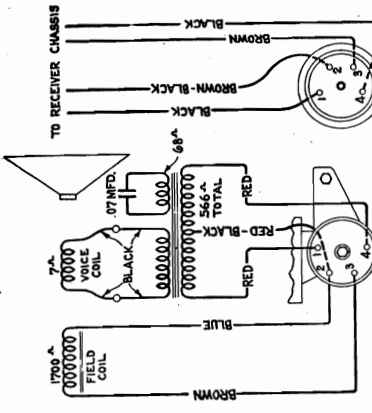 TO RECEIVER CHASSIS
BLACK
BROWN
BROWN-BLACK
BLACK
1
2
3
4
.07 MFD.
68Ω
566Ω
TOTAL
7Ω
VOICE
COIL
BLACK
RED
RED-BLACK
RED
1700Ω
FIELD
COIL
BLUE
BROWN
1
2
3
4